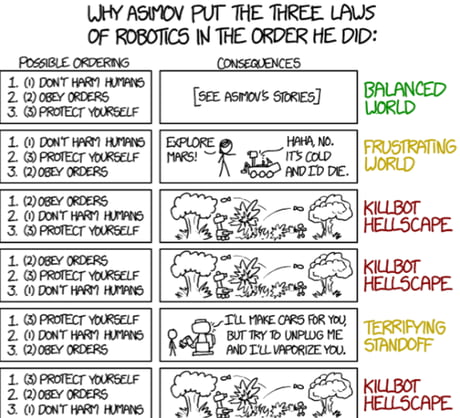 WHY ASIMOV PUT THE THREE LAWS
OF ROBOTICS IN THE ORDER HE DID:
POSSIBLE ORDERING
CONSEQUENCES
1. (1) DON'T HARM HUMANS
2. (2) OBEY ORDERS
3. (3) PROTECT YOURSELF
[SEE ASIMOV'S STORIES]
BALANCED
WORLD
1. (1) DON'T HARM HUMANS
2. (3) PROTECT YOURSELF
3. (2) OBEY ORDERS
EXPLORE
MARS!
HAHA, NO.
IT'S COLD
AND I'D DIE.
FRUSTRATING
WORLD
1. (2) OBEY ORDERS
2. (1) DON'T HARM HUMANS
3. (3) PROTECT YOURSELF
KILLBOT
HELLSCAPE
1. (2) OBEY ORDERS
2. (3) PROTECT YOURSELF
3. (1) DON'T HARM HUMANS
KILLBOT
HELLSCAPE
1. (3) PROTECT YOURSELF
2. (1) DON'T HARM HUMANS
3. (2) OBEY ORDERS
I'LL MAKE CARS FOR YOU,
BUT TRY TO UNPLUG ME
AND I'LL VAPORIZE YOU.
TERRIFYING
STANDOFF
1. (3) PROTECT YOURSELF
2. (2) OBEY ORDERS
3. (1) DON'T HARM HUMANS
KILLBOT
HELLSCAPE